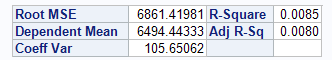 Root MSE 6861.41981 R-Square 0.0085
Dependent Mean 6494.44333 Adj R-Sq 0.0080
Coeff Var 105.65062